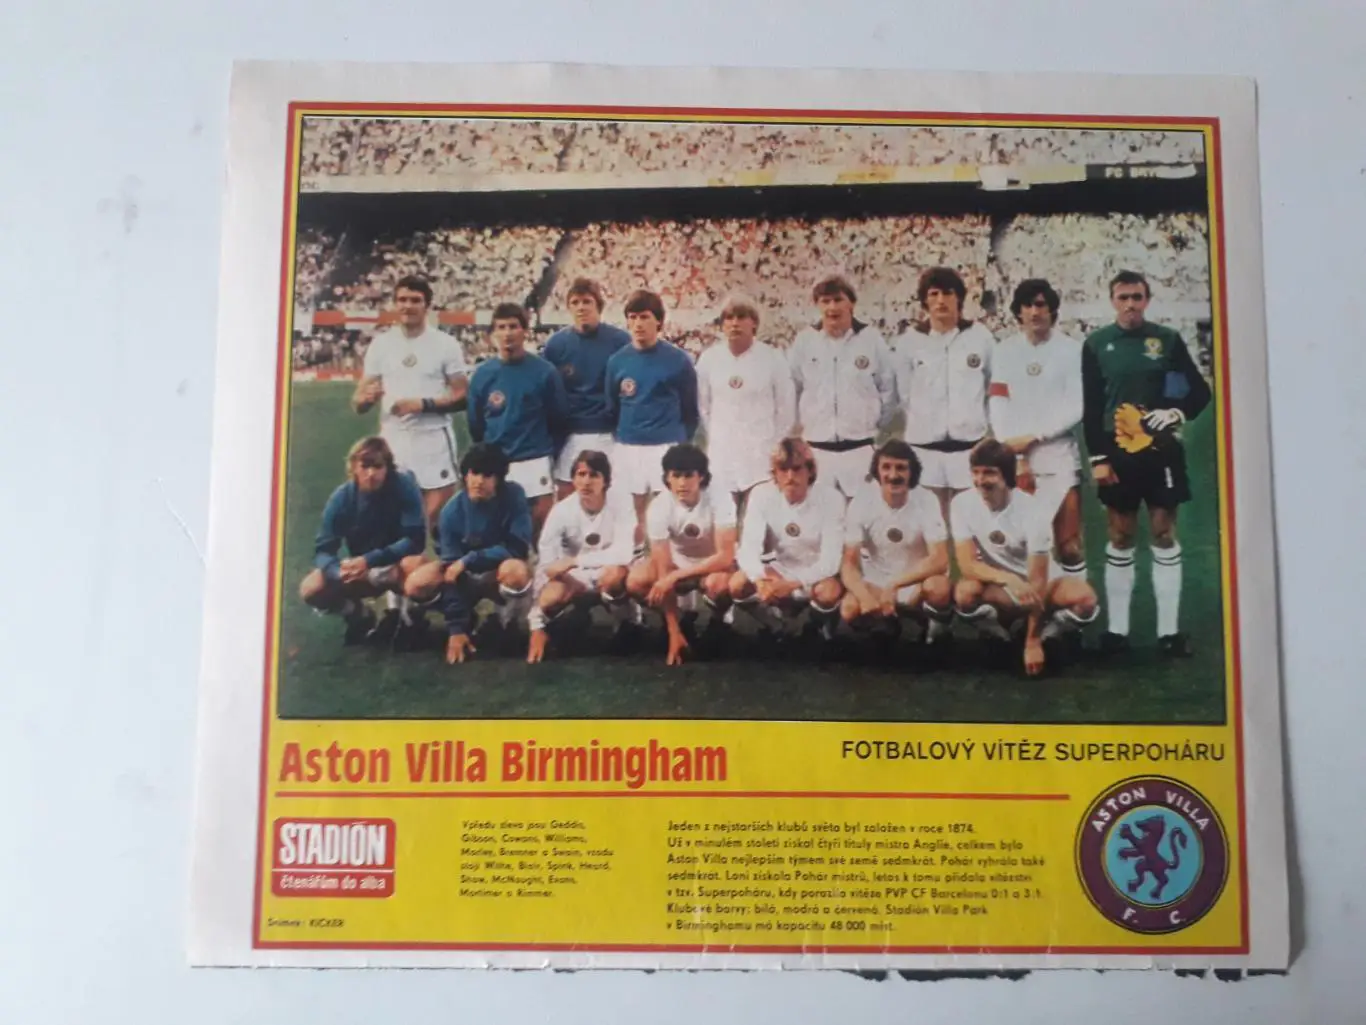 FC BAYE
Aston Villa Birmingham
FOTBALOVÝ VÍTĚZ SUPERPOHÁRU
STADIÓN
čtenářům do alba
Snímek: KICKER
Vpředu zleva jsou Geddis,
Gibson, Cowans, Williams,
Morley, Bremner a Swain, vzadu
stojí Withe, Blair, Spink, Heard,
Shaw, McNaught, Evans,
Mortimer a Rimmer.
Jeden z nejstarších klubů světa byl založen v roce 1874.
Už v minulém století získal čtyři tituly mistra Anglie, celkem bylo
Aston Villa nejlepším týmem své země sedmkrát. Pohár vyhrála také
sedmkrát. Loni získala Pohár mistrů, letos k tomu přidala vítězství
v tzv. Superpoháru, kdy porazila vítěze PVP CF Barcelonu 0:1 a 3:1.
Klubové barvy: bílá, modrá a červená. Stadión Villa Park
v Birminghamu má kapacitu 48 000 míst.
ASTON VILLA
F. C.